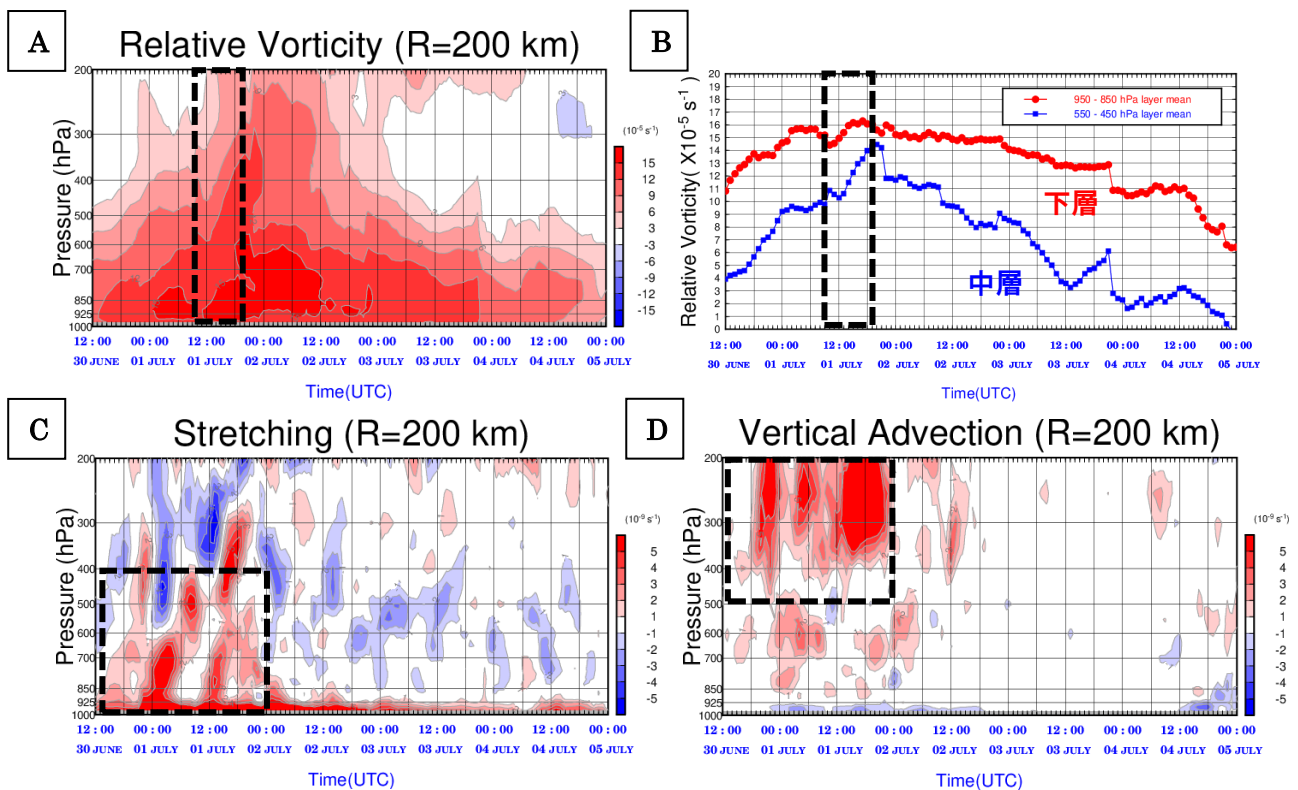 A
Relative Vorticity (R=200 km)
Pressure (hPa)
200
300
400
500
600
700
850
925
1000
(10⁻⁵ s⁻¹)
15
12
9
6
3
-3
-6
-9
-12
-15
12:00 00:00 12:00 00:00 12:00 00:00 12:00 00:00 12:00 00:00
30 JUNE 01 JULY 01 JULY 02 JULY 02 JULY 03 JULY 03 JULY 04 JULY 04 JULY 05 JULY
Time(UTC)
B
Relative Vorticity( X10⁻⁵ s⁻¹ )
20
19
18
17
16
15
14
13
12
11
10
9
8
7
6
5
4
3
2
1
0
950 - 850 hPa layer mean
550 - 450 hPa layer mean
下層
中層
12:00 00:00 12:00 00:00 12:00 00:00 12:00 00:00 12:00 00:00
30 JUNE 01 JULY 01 JULY 02 JULY 02 JULY 03 JULY 03 JULY 04 JULY 04 JULY 05 JULY
Time(UTC)
C
Stretching (R=200 km)
Pressure (hPa)
200
300
400
500
600
700
850
925
1000
(10⁻⁹ s⁻¹)
5
4
2
1
-1
-3
-4
-5
12:00 00:00 12:00 00:00 12:00 00:00 12:00 00:00 12:00 00:00
30 JUNE 01 JULY 01 JULY 02 JULY 02 JULY 03 JULY 03 JULY 04 JULY 04 JULY 05 JULY
Time(UTC)
D
Vertical Advection (R=200 km)
Pressure (hPa)
200
300
400
500
600
700
850
925
1000
(10⁻⁹ s⁻¹)
5
4
2
1
-1
-3
-4
-5
12:00 00:00 12:00 00:00 12:00 00:00 12:00 00:00 12:00 00:00
30 JUNE 01 JULY 01 JULY 02 JULY 02 JULY 03 JULY 03 JULY 04 JULY 04 JULY 05 JULY
Time(UTC)